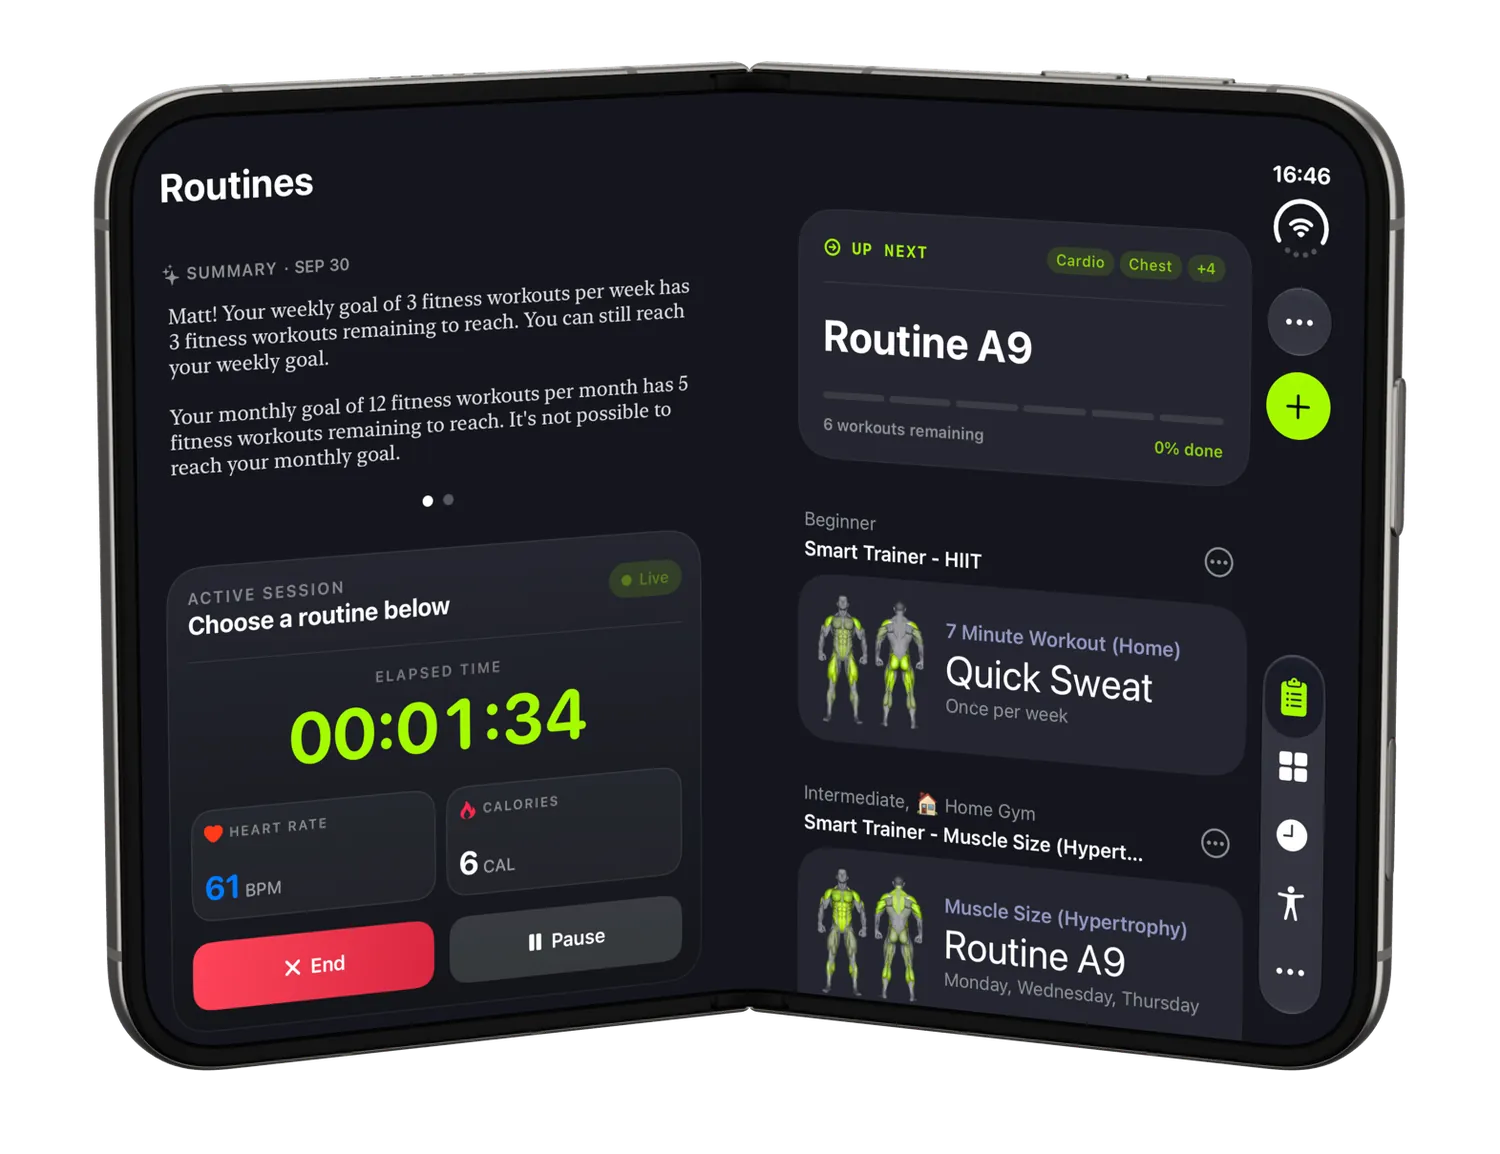 Routines
SUMMARY · SEP 30
Matt! Your weekly goal of 3 fitness workouts per week has
3 fitness workouts remaining to reach. You can still reach
your weekly goal.
Your monthly goal of 12 fitness workouts per month has 5
fitness workouts remaining to reach. It's not possible to
reach your monthly goal.
ACTIVE SESSION
Live
Choose a routine below
ELAPSED TIME
00:01:34
HEART RATE
61 BPM
CALORIES
6 CAL
End
Pause
16:46
UP NEXT
Cardio
Chest
+4
Routine A9
6 workouts remaining
0% done
Beginner
Smart Trainer - HIIT
7 Minute Workout (Home)
Quick Sweat
Once per week
Intermediate, 🏠 Home Gym
Smart Trainer - Muscle Size (Hypert...
Muscle Size (Hypertrophy)
Routine A9
Monday, Wednesday, Thursday